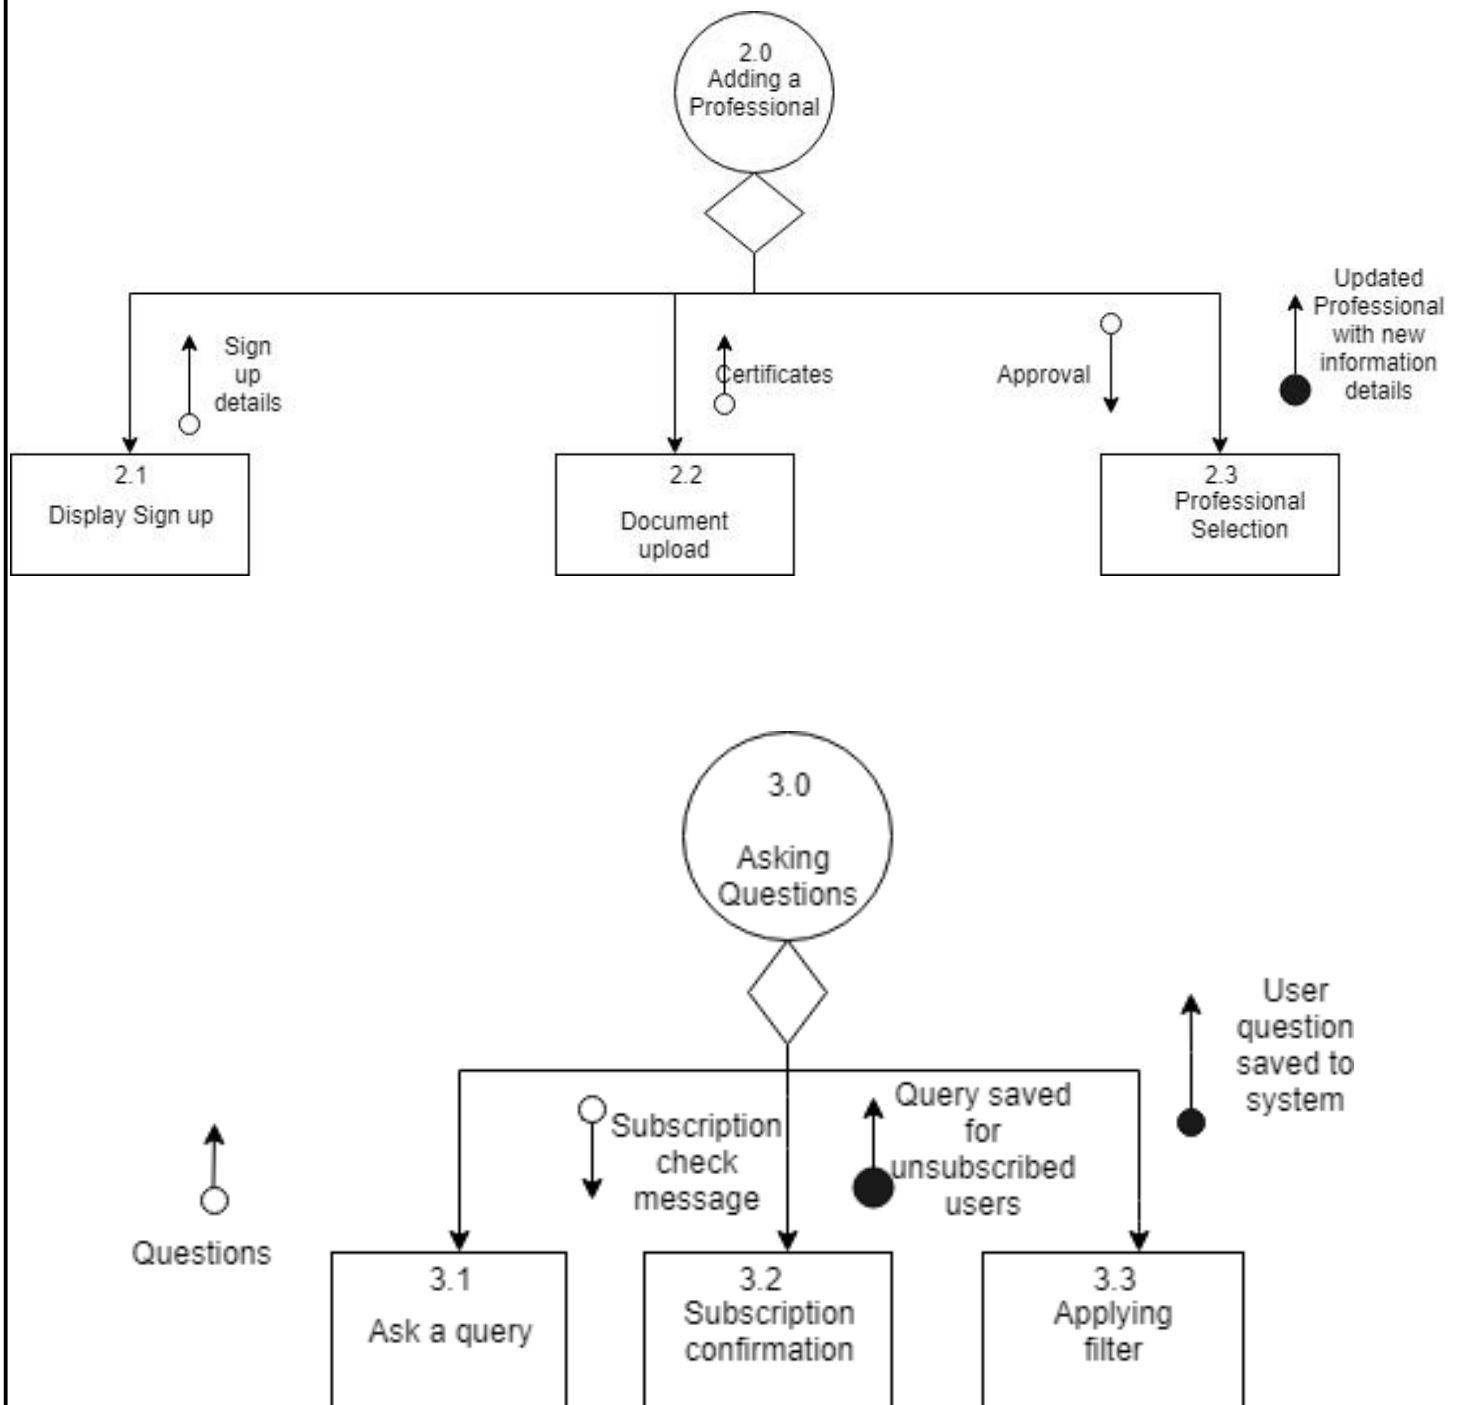 2.0
Adding a
Professional
Sign
up
details
Certificates
Approval
Updated
Professional
with new
information
details
2.1
Display Sign up
2.2
Document
upload
2.3
Professional
Selection
3.0
Asking
Questions
User
question
saved to
system
Questions
Subscription
check
message
Query saved
for
unsubscribed
users
3.1
Ask a query
3.2
Subscription
confirmation
3.3
Applying
filter